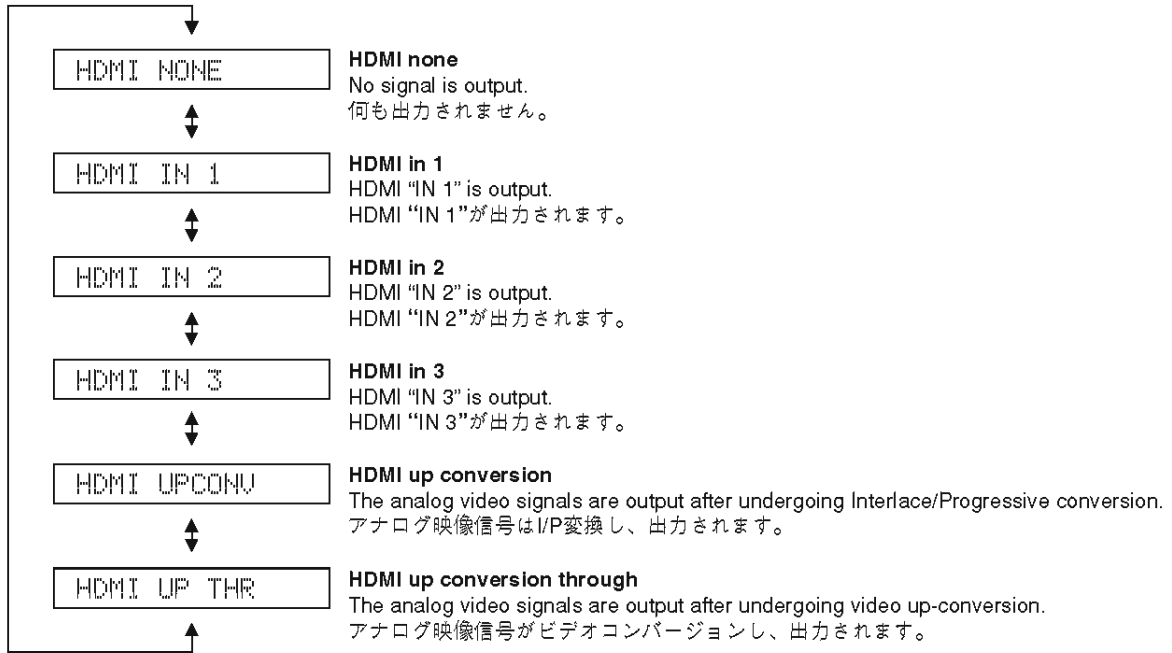 HDMI NONE
HDMI none
No signal is output.
何も出力されません。
HDMI IN 1
HDMI in 1
HDMI “IN 1” is output.
HDMI “IN 1”が出力されます。
HDMI IN 2
HDMI in 2
HDMI “IN 2” is output.
HDMI “IN 2”が出力されます。
HDMI IN 3
HDMI in 3
HDMI “IN 3” is output.
HDMI “IN 3”が出力されます。
HDMI UPCONV
HDMI up conversion
The analog video signals are output after undergoing Interlace/Progressive conversion.
アナログ映像信号はI/P変換し、出力されます。
HDMI UP THR
HDMI up conversion through
The analog video signals are output after undergoing video up-conversion.
アナログ映像信号がビデオコンバージョンし、出力されます。